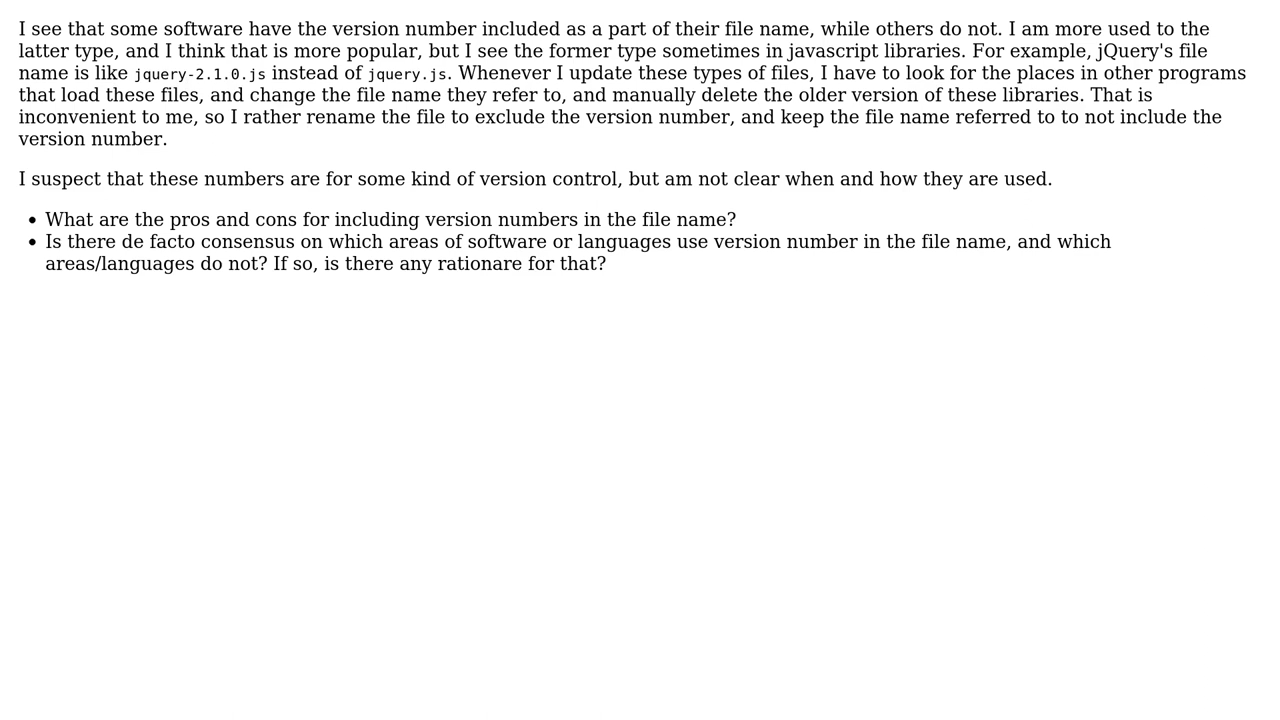 I see that some software have the version number included as a part of their file name, while others do not. I am more used to the
latter type, and I think that is more popular, but I see the former type sometimes in javascript libraries. For example, jQuery's file
name is like jquery-2.1.0.js instead of jquery.js. Whenever I update these types of files, I have to look for the places in other programs
that load these files, and change the file name they refer to, and manually delete the older version of these libraries. That is
inconvenient to me, so I rather rename the file to exclude the version number, and keep the file name referred to to not include the
version number.
I suspect that these numbers are for some kind of version control, but am not clear when and how they are used.
• What are the pros and cons for including version numbers in the file name?
• Is there de facto consensus on which areas of software or languages use version number in the file name, and which
areas/languages do not? If so, is there any rationare for that?